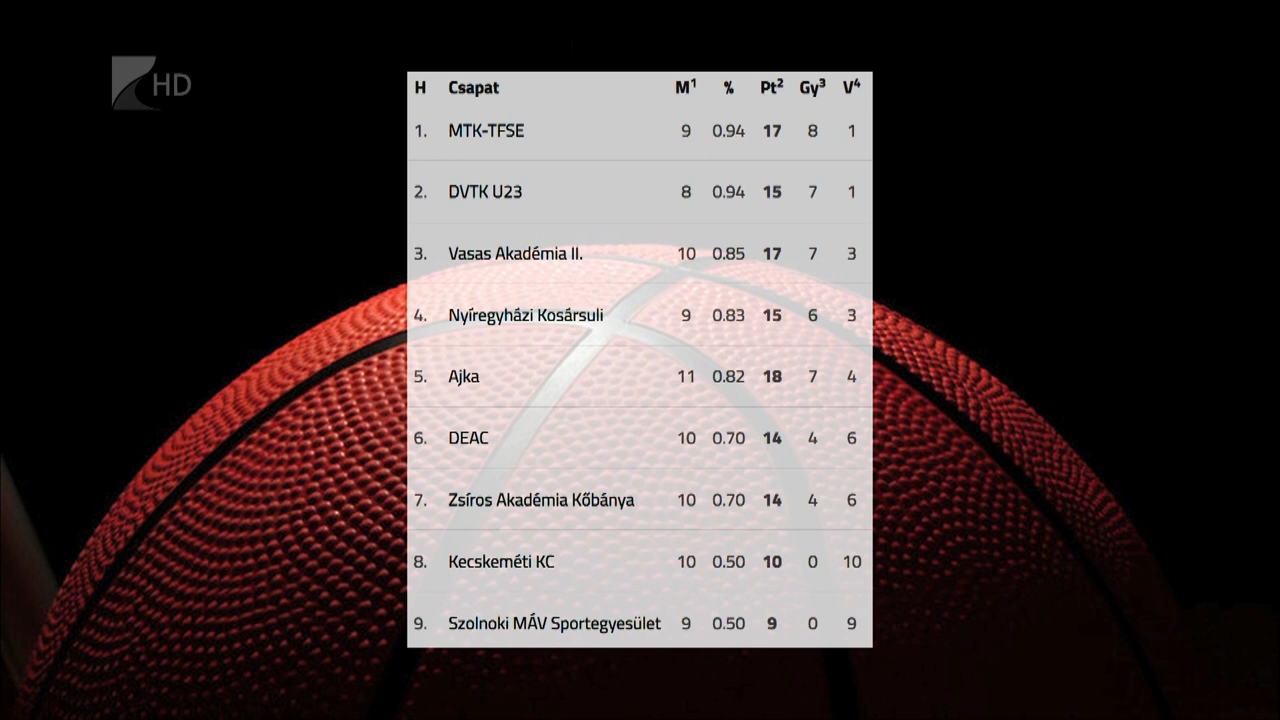 HD
H Csapat M¹ % Pt² Gy³ V⁴
1. MTK-TFSE 9 0.94 17 8 1
2. DVTK U23 8 0.94 15 7 1
3. Vasas Akadémia II. 10 0.85 17 7 3
4. Nyíregyházi Kosársuli 9 0.83 15 6 3
5. Ajka 11 0.82 18 7 4
6. DEAC 10 0.70 14 4 6
7. Zsíros Akadémia Kőbánya 10 0.70 14 4 6
8. Kecskeméti KC 10 0.50 10 0 10
9. Szolnoki MÁV Sportegyesület 9 0.50 9 0 9